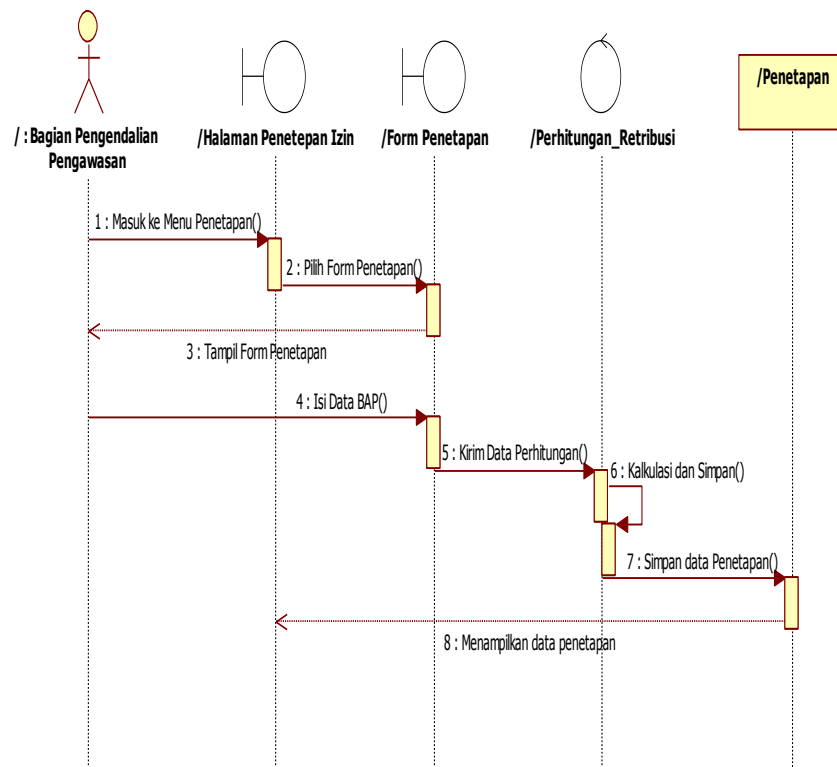 / : Bagian Pengendalian
Pengawasan
/Halaman Penetepan Izin
/Form Penetapan
/Perhitungan_Retribusi
/Penetapan
1 : Masuk ke Menu Penetapan()
2 : Pilih Form Penetapan()
3 : Tampil Form Penetapan
4 : Isi Data BAP()
5 : Kirim Data Perhitungan()
6 : Kalkulasi dan Simpan()
7 : Simpan data Penetapan()
8 : Menampilkan data penetapan